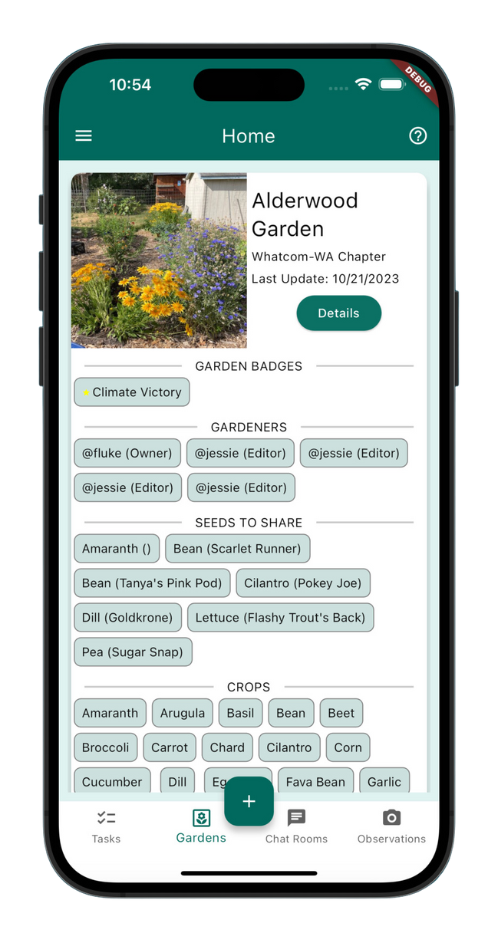 10:54
DEBUG
Home
Alderwood
Garden
Whatcom-WA Chapter
Last Update: 10/21/2023
Details
GARDEN BADGES
Climate Victory
GARDENERS
@fluke (Owner) @jessie (Editor) @jessie (Editor)
@jessie (Editor) @jessie (Editor)
SEEDS TO SHARE
Amaranth () Bean (Scarlet Runner)
Bean (Tanya's Pink Pod) Cilantro (Pokey Joe)
Dill (Goldkrone) Lettuce (Flashy Trout's Back)
Pea (Sugar Snap)
CROPS
Amaranth Arugula Basil Bean Beet
Broccoli Carrot Chard Cilantro Corn
Cucumber Dill Fava Bean Garlic
+
Tasks Gardens Chat Rooms Observations